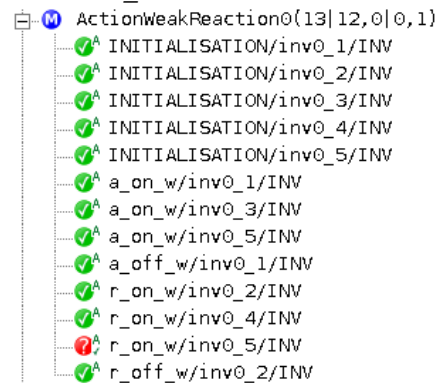 M ActionWeakReaction0(13|12,0|0,1)
A INITIALISATION/inv0_1/INV
A INITIALISATION/inv0_2/INV
A INITIALISATION/inv0_3/INV
A INITIALISATION/inv0_4/INV
A INITIALISATION/inv0_5/INV
A a_on_w/inv0_1/INV
A a_on_w/inv0_3/INV
A a_on_w/inv0_5/INV
A a_off_w/inv0_1/INV
A r_on_w/inv0_2/INV
A r_on_w/inv0_4/INV
? A r_on_w/inv0_5/INV
A r_off_w/inv0_2/INV